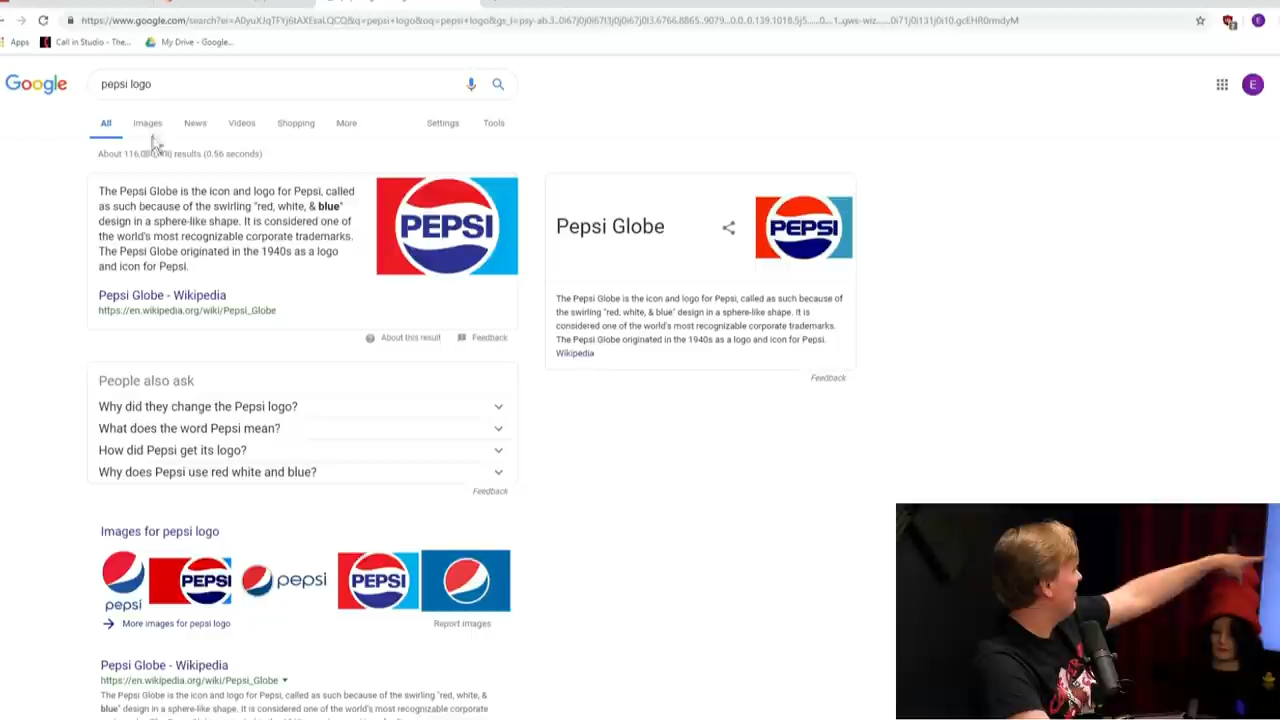 https://www.google.com/search?
Apps
Call in Studio - The...
My Drive - Google...
Google
pepsi logo
E
All
Images
News
Videos
Shopping
More
Settings
Tools
results (0.56 seconds)
The Pepsi Globe is the icon and logo for Pepsi, called
as such because of the swirling "red, white, & blue"
design in a sphere-like shape. It is considered one of
the world's most recognizable corporate trademarks.
The Pepsi Globe originated in the 1940s as a logo
and icon for Pepsi.
PEPSI
Pepsi Globe - Wikipedia
https://en.wikipedia.org/wiki/Pepsi_Globe
About this result
Feedback
Pepsi Globe
PEPSI
The Pepsi Globe is the icon and logo for Pepsi, called as such because of
the swirling "red, white, & blue" design in a sphere-like shape. It is
considered one of the world's most recognizable corporate trademarks.
The Pepsi Globe originated in the 1940s as a logo and icon for Pepsi.
Wikipedia
Feedback
People also ask
Why did they change the Pepsi logo?
What does the word Pepsi mean?
How did Pepsi get its logo?
Why does Pepsi use red white and blue?
Feedback
Images for pepsi logo
pepsi
PEPSI
pepsi
PEPSI
More images for pepsi logo
Report images
Pepsi Globe - Wikipedia
https://en.wikipedia.org/wiki/Pepsi_Globe
The Pepsi Globe is the icon and logo for Pepsi, called as such because of the swirling "red, white, &
blue" design in a sphere-like shape. It is considered one of the world's most recognizable corporate